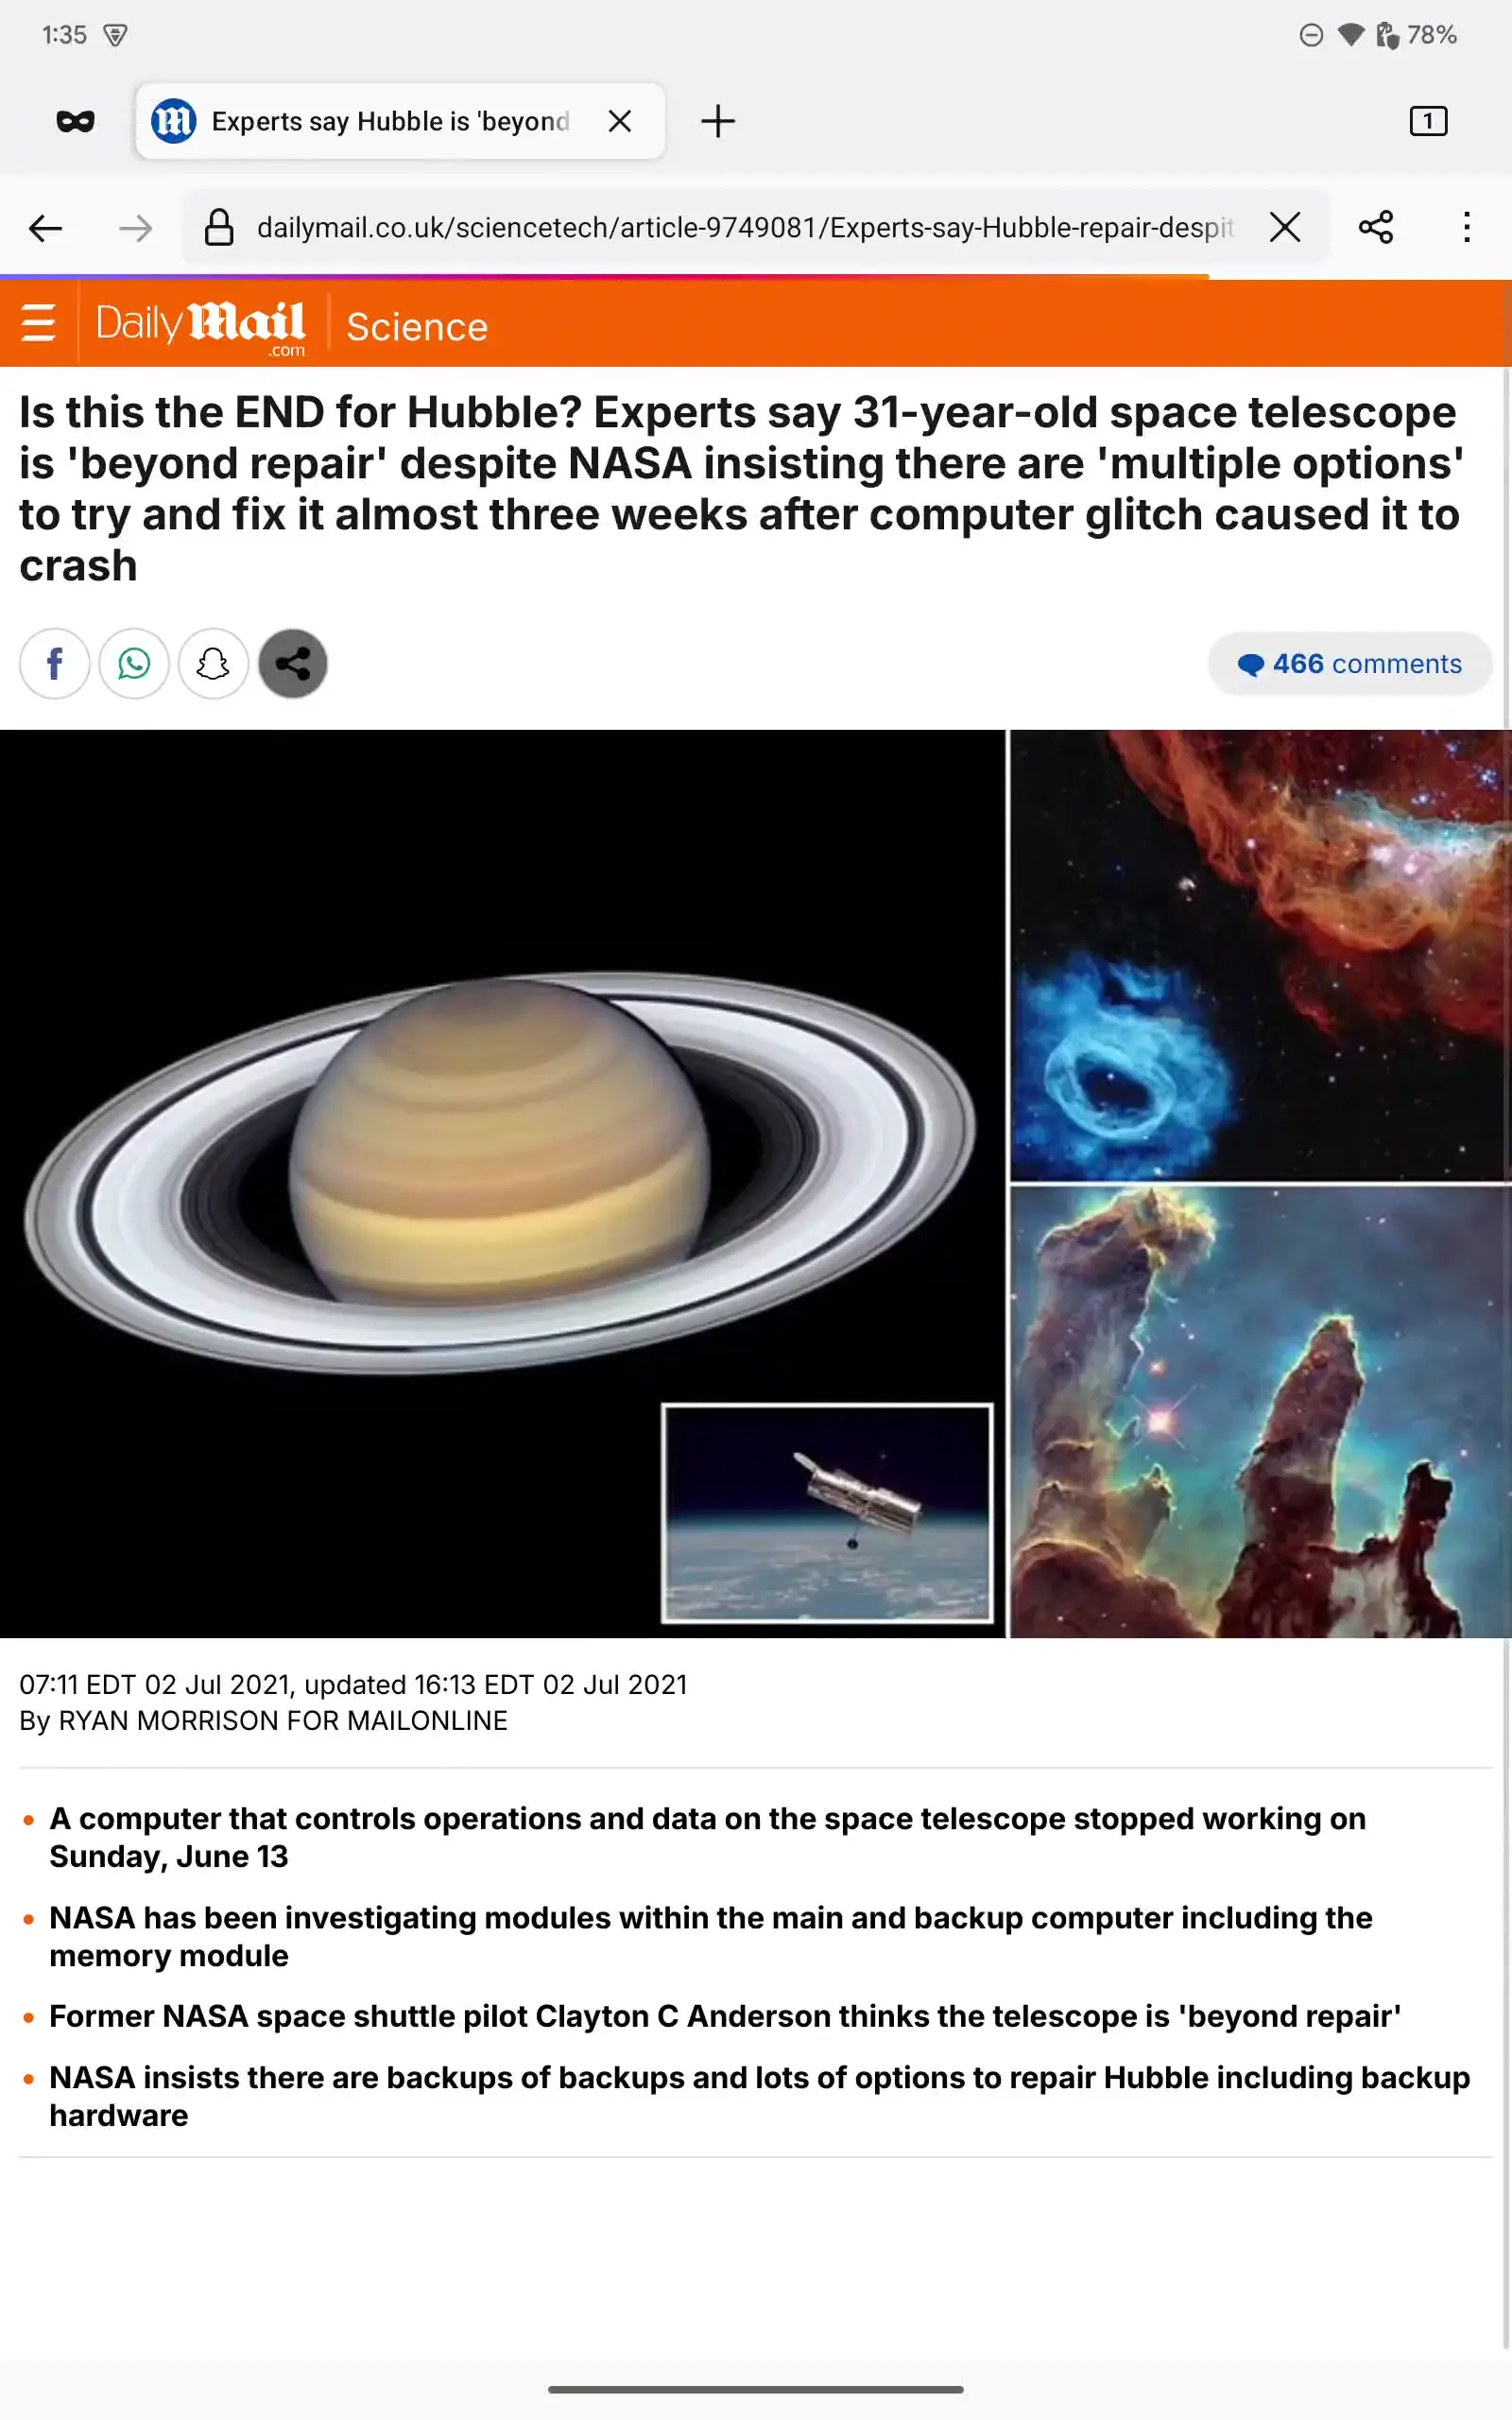 1:35
78%
Experts say Hubble is 'beyond
1
dailymail.co.uk/sciencetech/article-9749081/Experts-say-Hubble-repair-despit
Daily Mail .com Science
Is this the END for Hubble? Experts say 31-year-old space telescope
is 'beyond repair' despite NASA insisting there are 'multiple options'
to try and fix it almost three weeks after computer glitch caused it to
crash
466 comments
07:11 EDT 02 Jul 2021, updated 16:13 EDT 02 Jul 2021
By RYAN MORRISON FOR MAILONLINE
A computer that controls operations and data on the space telescope stopped working on
Sunday, June 13
NASA has been investigating modules within the main and backup computer including the
memory module
Former NASA space shuttle pilot Clayton C Anderson thinks the telescope is 'beyond repair'
NASA insists there are backups of backups and lots of options to repair Hubble including backup
hardware